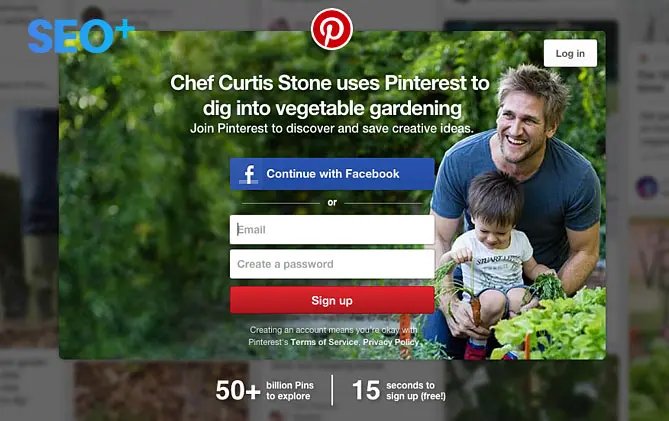 SEO+
Log in
Chef Curtis Stone uses Pinterest to
dig into vegetable gardening
Join Pinterest to discover and save creative ideas.
f Continue with Facebook
or
Email
Create a password
Sign up
Creating an account means you're okay with
Pinterest's Terms of Service, Privacy Policy
50+ billion Pins
to explore
15 seconds to
sign up (free!)